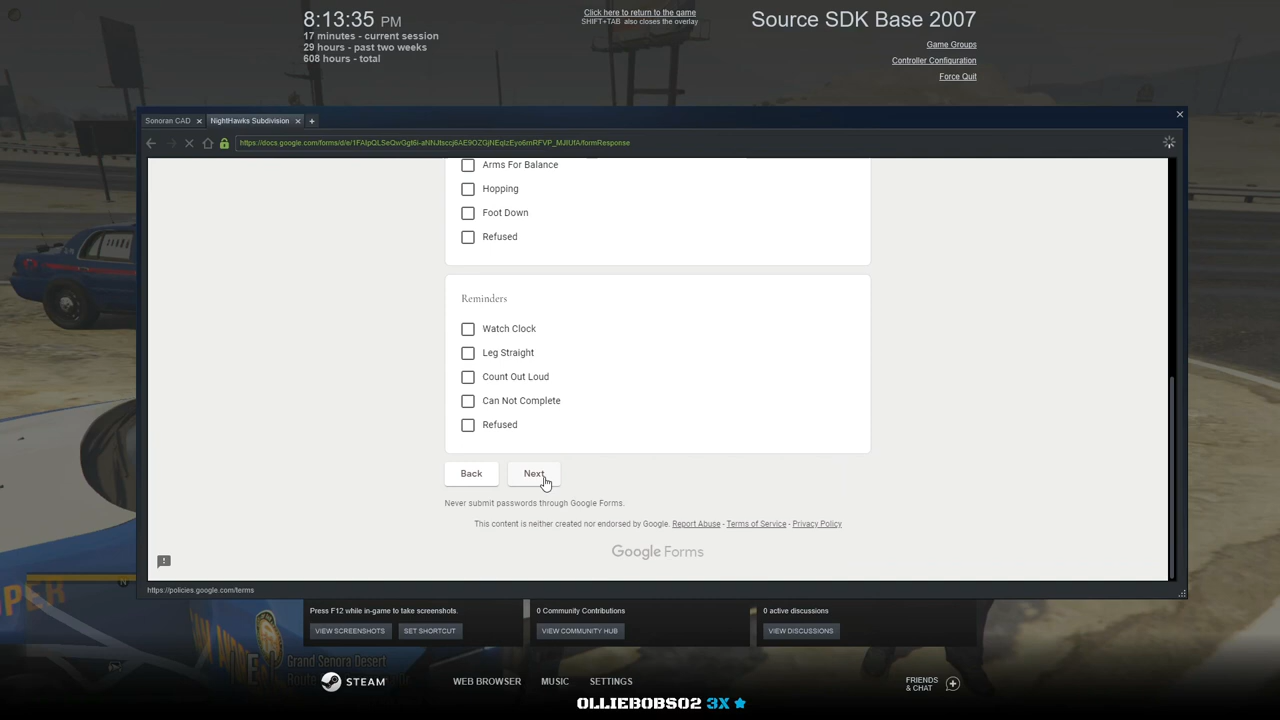 8:13:35 PM
17 minutes - current session
29 hours - past two weeks
608 hours - total
Click here to return to the game
SHIFT+TAB also closes the overlay
Source SDK Base 2007
Game Groups
Controller Configuration
Force Quit
Sonoran CAD
NightHawks Subdivision
Arms For Balance
Hopping
Foot Down
Refused
Reminders
Watch Clock
Leg Straight
Count Out Loud
Can Not Complete
Refused
Back Next
Never submit passwords through Google Forms.
This content is neither created nor endorsed by Google. Report Abuse - Terms of Service - Privacy Policy
Google Forms
https://policies.google.com/terms
Press F12 while in-game to take screenshots.
VIEW SCREENSHOTS SET SHORTCUT
0 Community Contributions
VIEW COMMUNITY HUB
0 active discussions
VIEW DISCUSSIONS
Grand Senora Desert
STEAM
WEB BROWSER MUSIC SETTINGS
FRIENDS
& CHAT
OLLIEBOBS02 3X